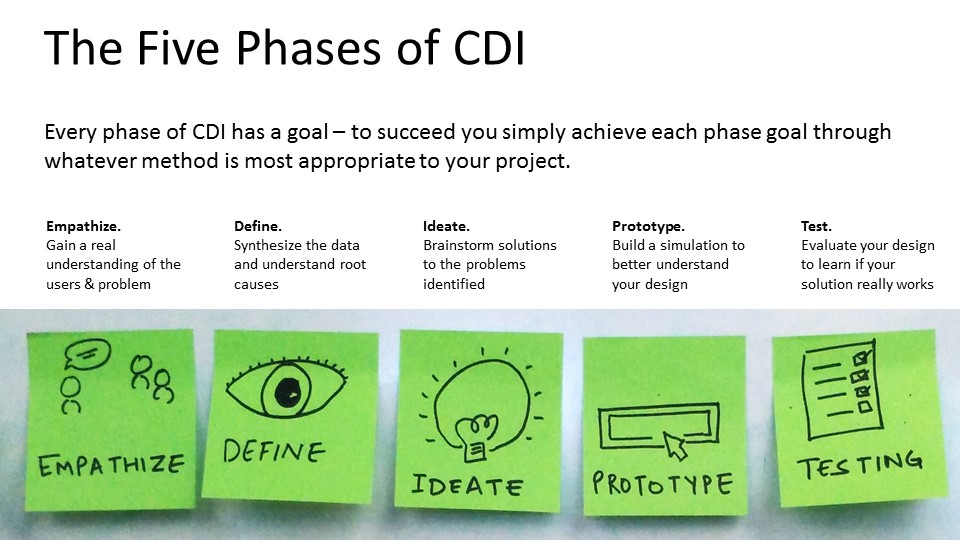 The Five Phases of CDI
Every phase of CDI has a goal – to succeed you simply achieve each phase goal through
whatever method is most appropriate to your project.
Empathize.
Gain a real
understanding of the
users & problem
Define.
Synthesize the data
and understand root
causes
Ideate.
Brainstorm solutions
to the problems
identified
Prototype.
Build a simulation to
better understand
your design
Test.
Evaluate your design
to learn if your
solution really works
EMPATHIZE
DEFINE
IDEATE
PROTOTYPE
TESTING